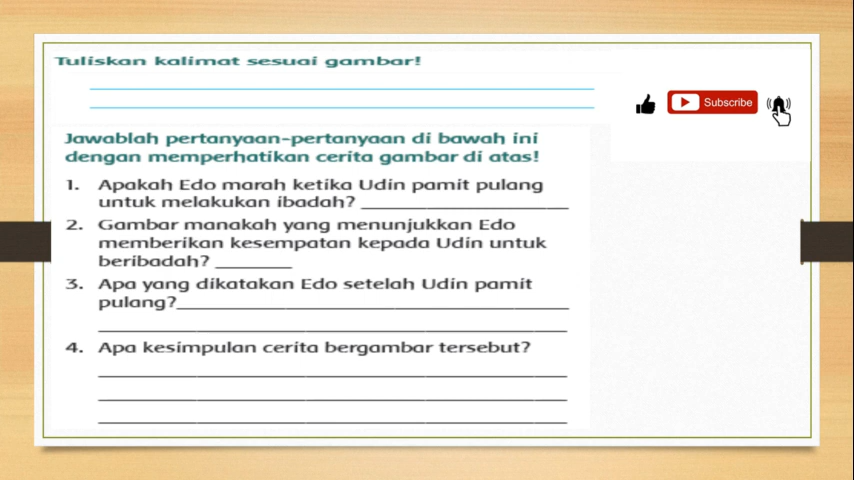 Tuliskan kalimat sesuai gambar!
Subscribe
Jawablah pertanyaan-pertanyaan di bawah ini
dengan memperhatikan cerita gambar di atas!
1. Apakah Edo marah ketika Udin pamit pulang
untuk melakukan ibadah?
2. Gambar manakah yang menunjukkan Edo
memberikan kesempatan kepada Udin untuk
beribadah?
3. Apa yang dikatakan Edo setelah Udin pamit
pulang?
4. Apa kesimpulan cerita bergambar tersebut?